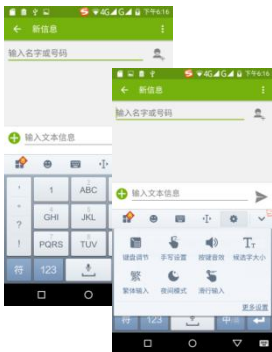 4G G 下午6:16
新信息
输入名字或号码
输入文本信息
1 ABC
GHI JKL
PQRS TUV
符 123
4G G 下午6:16
新信息
输入名字或号码
输入文本信息
键盘调节 手写设置 按键音效 候选字大小
繁
繁体输入 夜间模式 滑行输入
更多设置
符 123 中